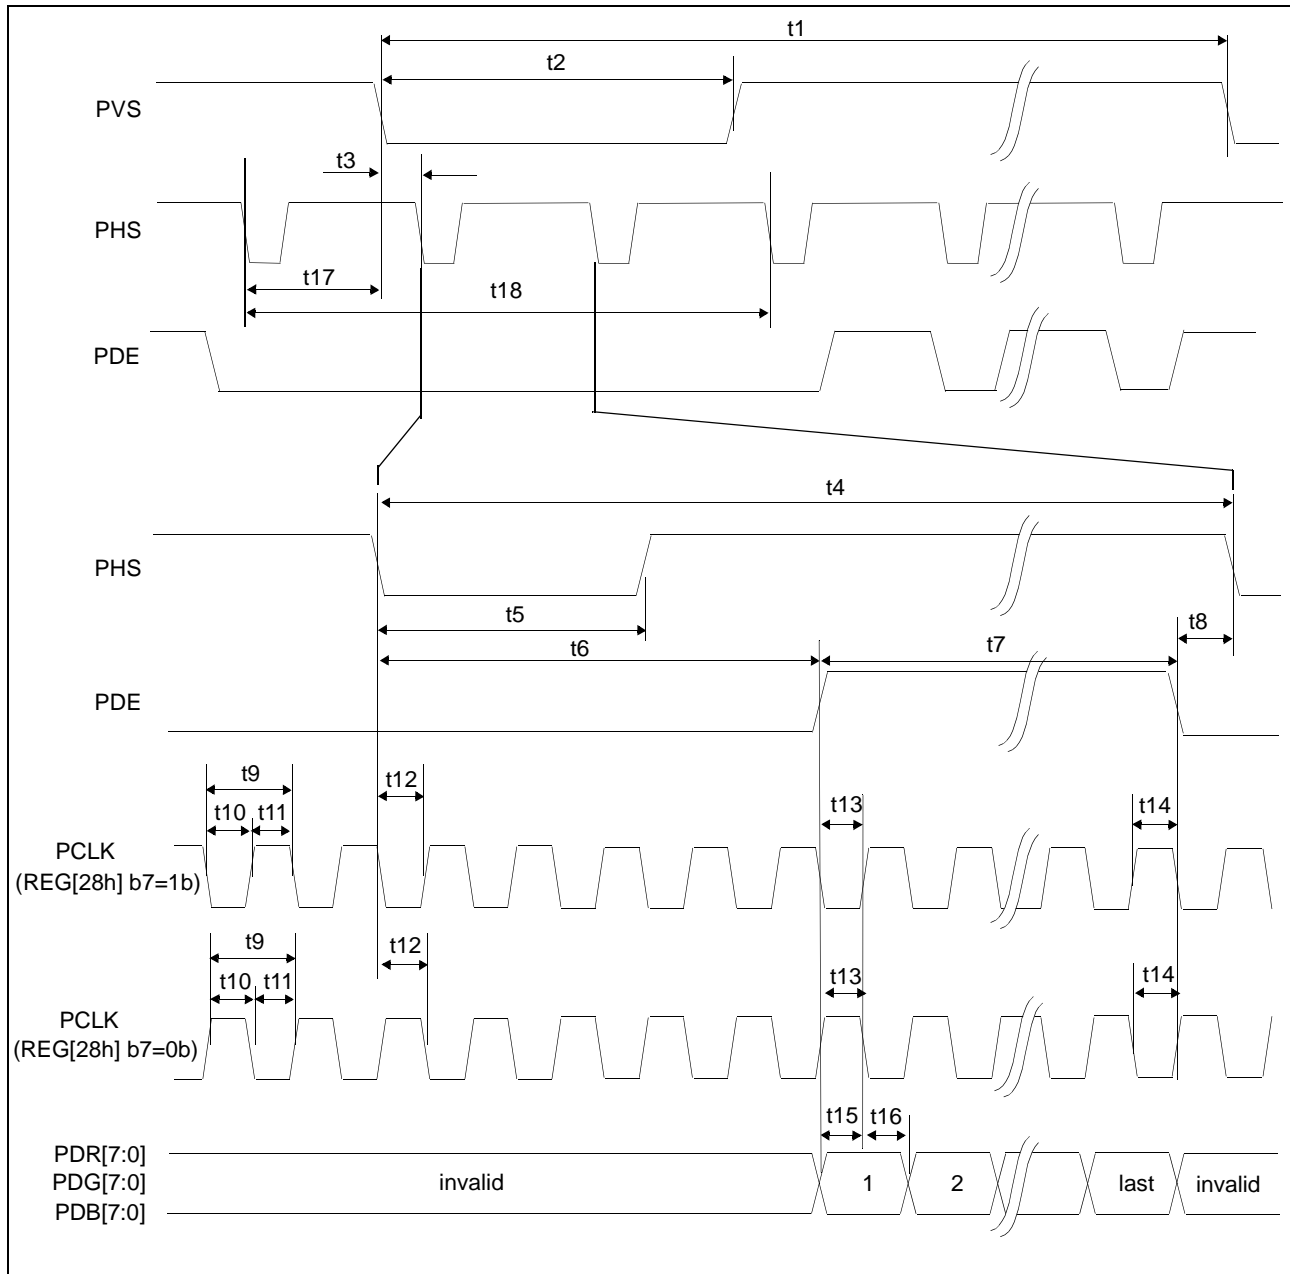 t1
t2
PVS
t3
PHS
t17
t18
PDE
t4
PHS
t5
t8
t6
t7
PDE
t9
t12
t10 t11
t13
t14
PCLK
(REG[28h] b7=1b)
t9
t12
t10 t11
t13
t14
PCLK
(REG[28h] b7=0b)
t15 t16
PDR[7:0]
PDG[7:0] invalid 1 2 last invalid
PDB[7:0]